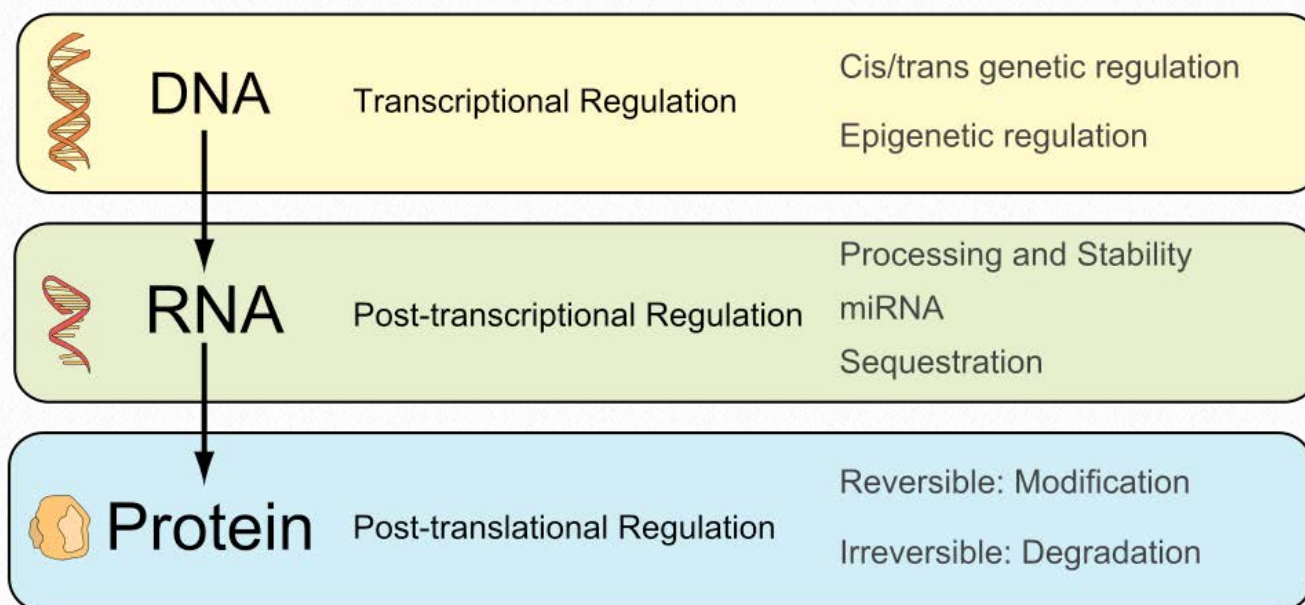 DNA
Transcriptional Regulation
Cis/trans genetic regulation
Epigenetic regulation
RNA
Post-transcriptional Regulation
Processing and Stability
miRNA
Sequestration
Protein
Post-translational Regulation
Reversible: Modification
Irreversible: Degradation